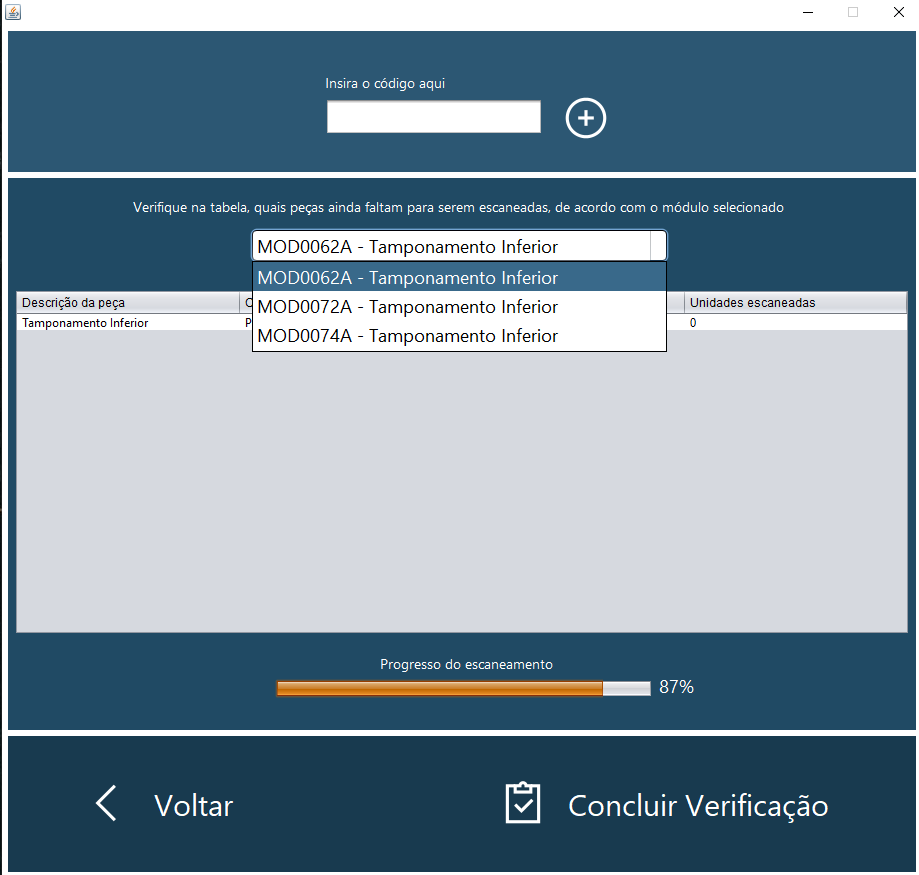 Insira o código aqui
Verifique na tabela, quais peças ainda faltam para serem escaneadas, de acordo com o módulo selecionado
MOD0062A - Tamponamento Inferior
MOD0062A - Tamponamento Inferior
MOD0072A - Tamponamento Inferior
MOD0074A - Tamponamento Inferior
Descrição da peça Unidades escaneadas
Tamponamento Inferior 0
Progresso do escaneamento
87%
Voltar Concluir Verificação